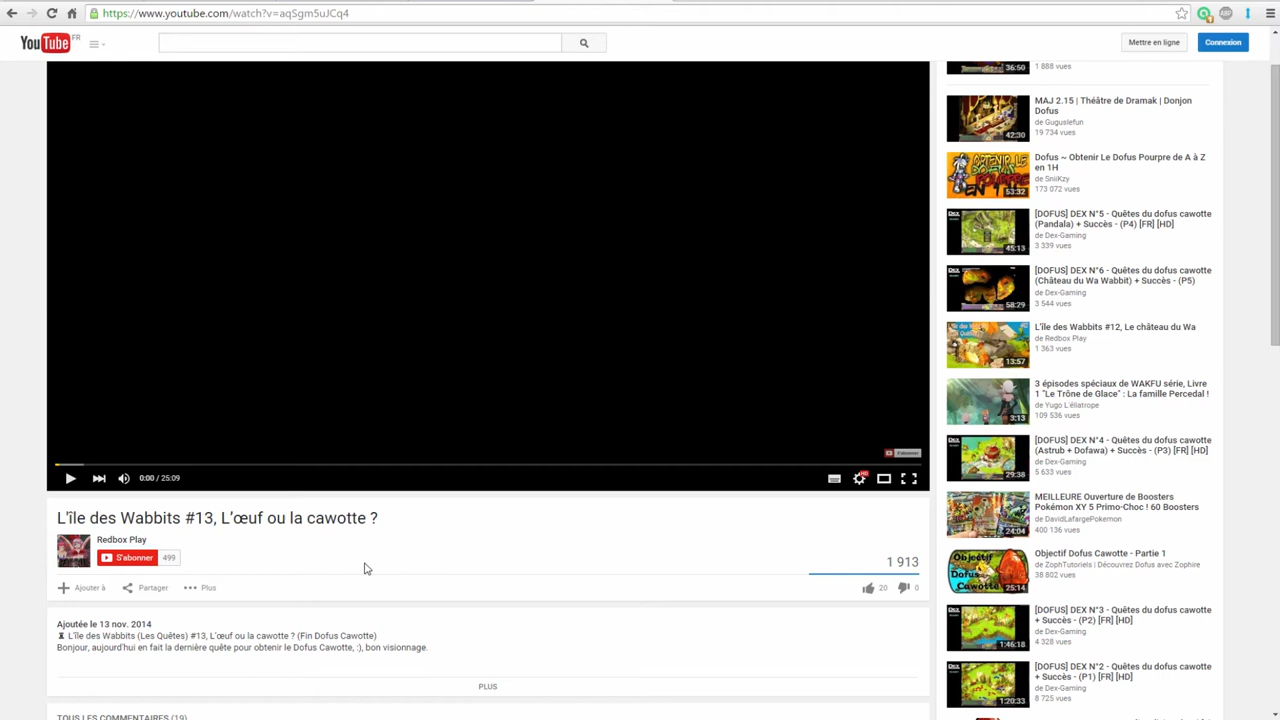 https://www.youtube.com/watch?v=aqSgm5uJCq4
YouTube FR
Mettre en ligne
Connexion
S'abonner
0:00 / 25:09
L'île des Wabbits #13, L'œuf ou la cawotte ?
Redbox Play
S'abonner 499
1 913
Ajouter à
Partager
Plus
20
0
Ajoutée le 13 nov. 2014
L'île des Wabbits (Les Quêtes) #13, L'œuf ou la cawotte ? (Fin Dofus Cawotte)
Bonjour, aujourd'hui en fait la dernière quête pour obtenir le Dofus Cawotte, :), bon visionnage.
PLUS
TOUS LES COMMENTAIRES (19)
36:50
1 888 vues
42:30
MAJ 2.15 | Théâtre de Dramak | Donjon
Dofus
de Guguslefun
19 734 vues
OBTENIR LE
DOFUS
POURPRE
53:32
Dofus ~ Obtenir Le Dofus Pourpre de A à Z
en 1H
de SniiKzy
173 072 vues
45:13
[DOFUS] DEX N°5 - Quêtes du dofus cawotte
(Pandala) + Succès - (P4) [FR] [HD]
de Dex-Gaming
3 339 vues
58:29
[DOFUS] DEX N°6 - Quêtes du dofus cawotte
(Château du Wa Wabbit) + Succès - (P5)
de Dex-Gaming
3 544 vues
13:57
L'île des Wabbits #12, Le château du Wa
de Redbox Play
1 363 vues
3:13
3 épisodes spéciaux de WAKFU série, Livre
1 "Le Trône de Glace" : La famille Percedal !
de Yugo L'éliatrope
109 536 vues
29:38
[DOFUS] DEX N°4 - Quêtes du dofus cawotte
(Astrub + Dofawa) + Succès - (P3) [FR] [HD]
de Dex-Gaming
5 633 vues
24:04
MEILLEURE Ouverture de Boosters
Pokémon XY 5 Primo-Choc ! 60 Boosters
de DavidLafargePokemon
400 136 vues
Objectif
Dofus
Cawotte
25:14
Objectif Dofus Cawotte - Partie 1
de ZophTutoriels | Découvrez Dofus avec Zophire
38 802 vues
1:46:18
[DOFUS] DEX N°3 - Quêtes du dofus cawotte
+ Succès - (P2) [FR] [HD]
de Dex-Gaming
4 328 vues
1:20:33
[DOFUS] DEX N°2 - Quêtes du dofus cawotte
+ Succès - (P1) [FR] [HD]
de Dex-Gaming
8 725 vues